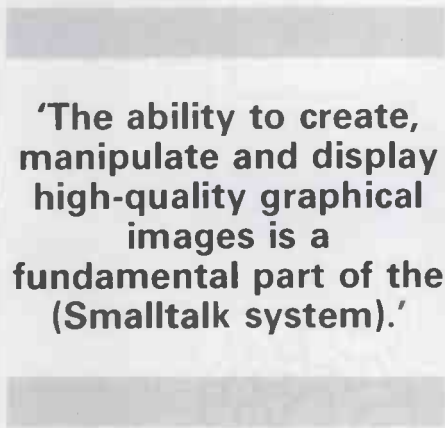 ‘The ability to create,
manipulate and display
high-quality graphical
images is a
fundamental part of the
(Smalltalk system).’